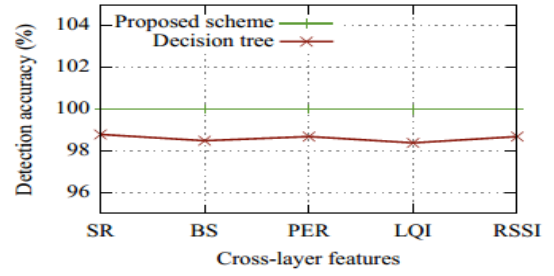 Detection accuracy (%)
104
102
100
98
96
Proposed scheme
Decision tree
SR BS PER LQI RSSI
Cross-layer features